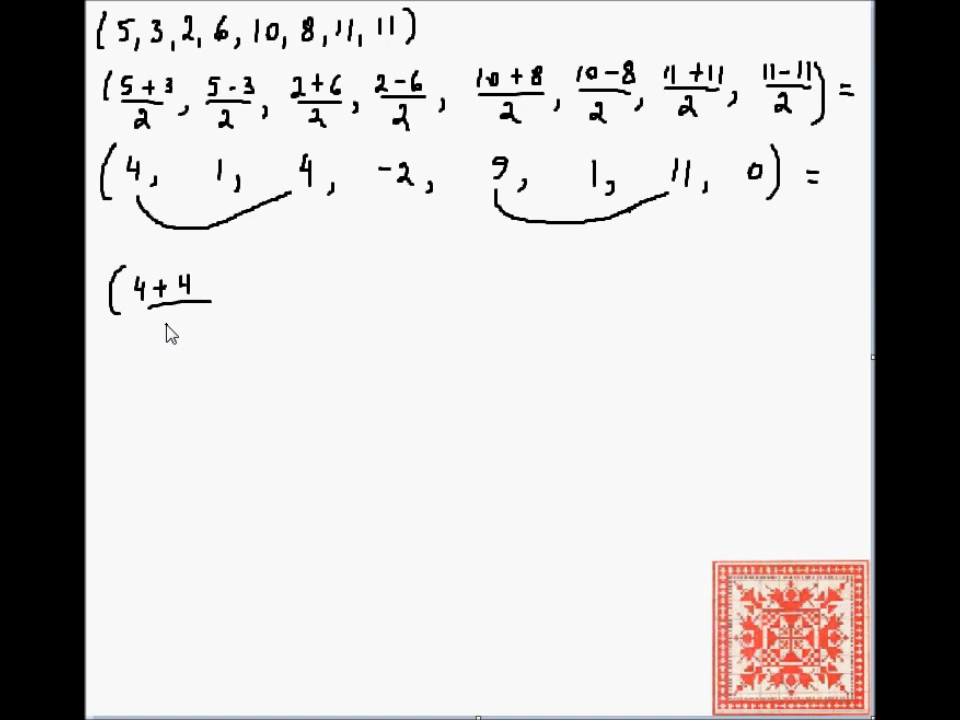 (5, 3, 2, 6, 10, 8, 11, 11)
(5+3/2, 5-3/2, 2+6/2, 2-6/2, 10+8/2, 10-8/2, 11+11/2, 11-11/2) =
(4, 1, 4, -2, 9, 1, 11, 0) =
(4+4